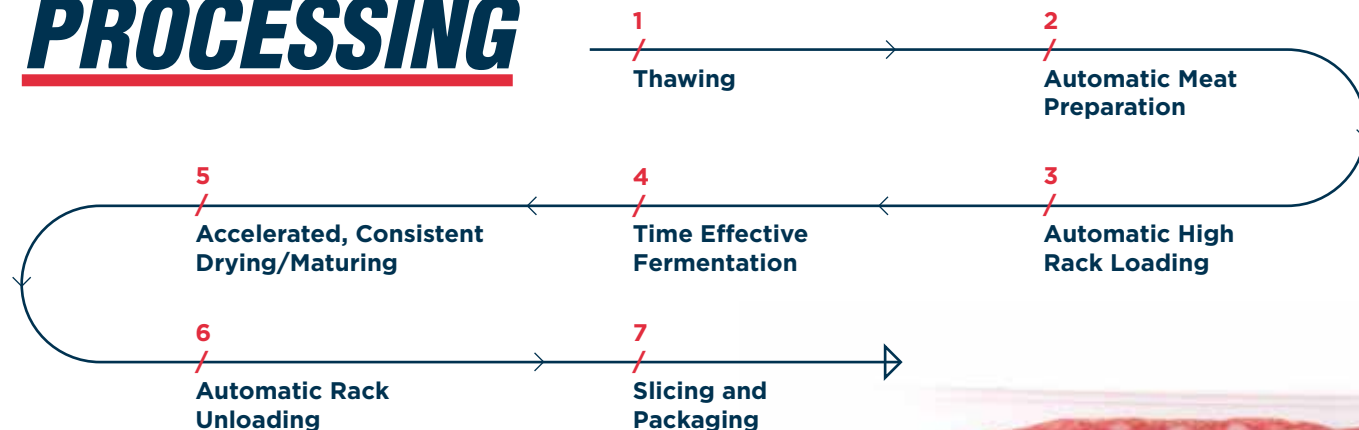 PROCESSING
1
Thawing
2
Automatic Meat
Preparation
3
Automatic High
Rack Loading
4
Time Effective
Fermentation
5
Accelerated, Consistent
Drying/Maturing
6
Automatic Rack
Unloading
7
Slicing and
Packaging